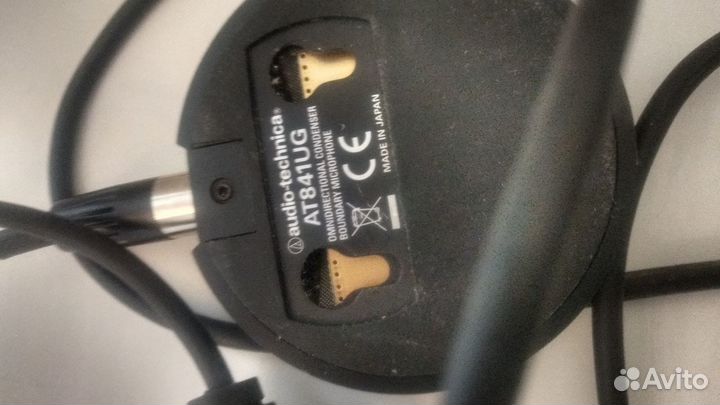 audio-technica®
AT841UG
OMNIDIRECTIONAL CONDENSER
BOUNDARY MICROPHONE
CE
MADE IN JAPAN
Avito